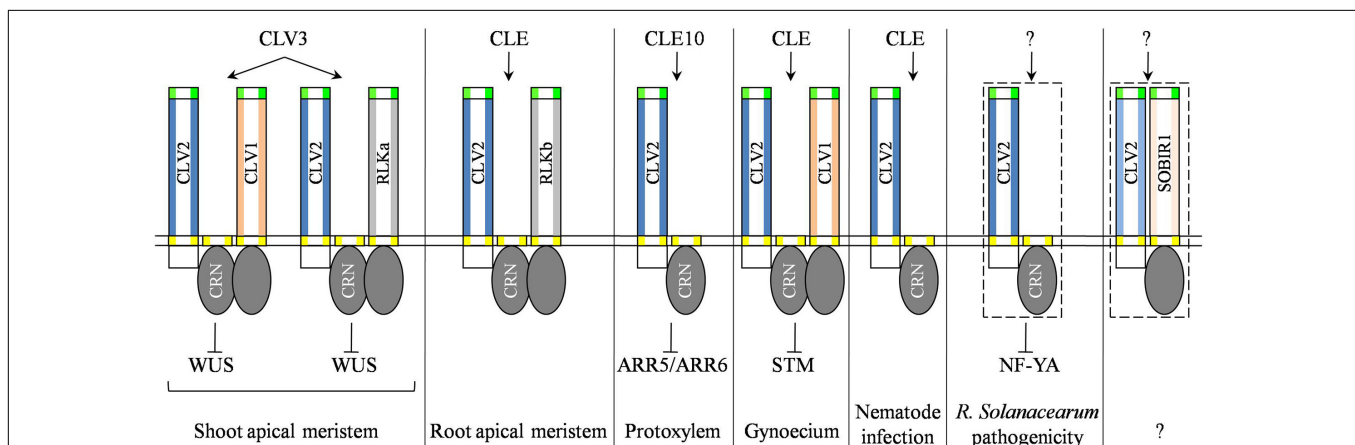 CLV3 CLE CLE10 CLE CLE ? ?
CLV2 CLV1 CLV2 RLKa CLV2 RLKb CLV2 CLV2 CLV1 CLV2 CLV2 CLV2 SOBIR1
CRN CRN CRN CRN CRN CRN CRN
WUS WUS ARR5/ARR6 STM NF-YA
Shoot apical meristem Root apical meristem Protoxylem Gynoecium Nematode infection R. Solanacearum pathogenicity ?